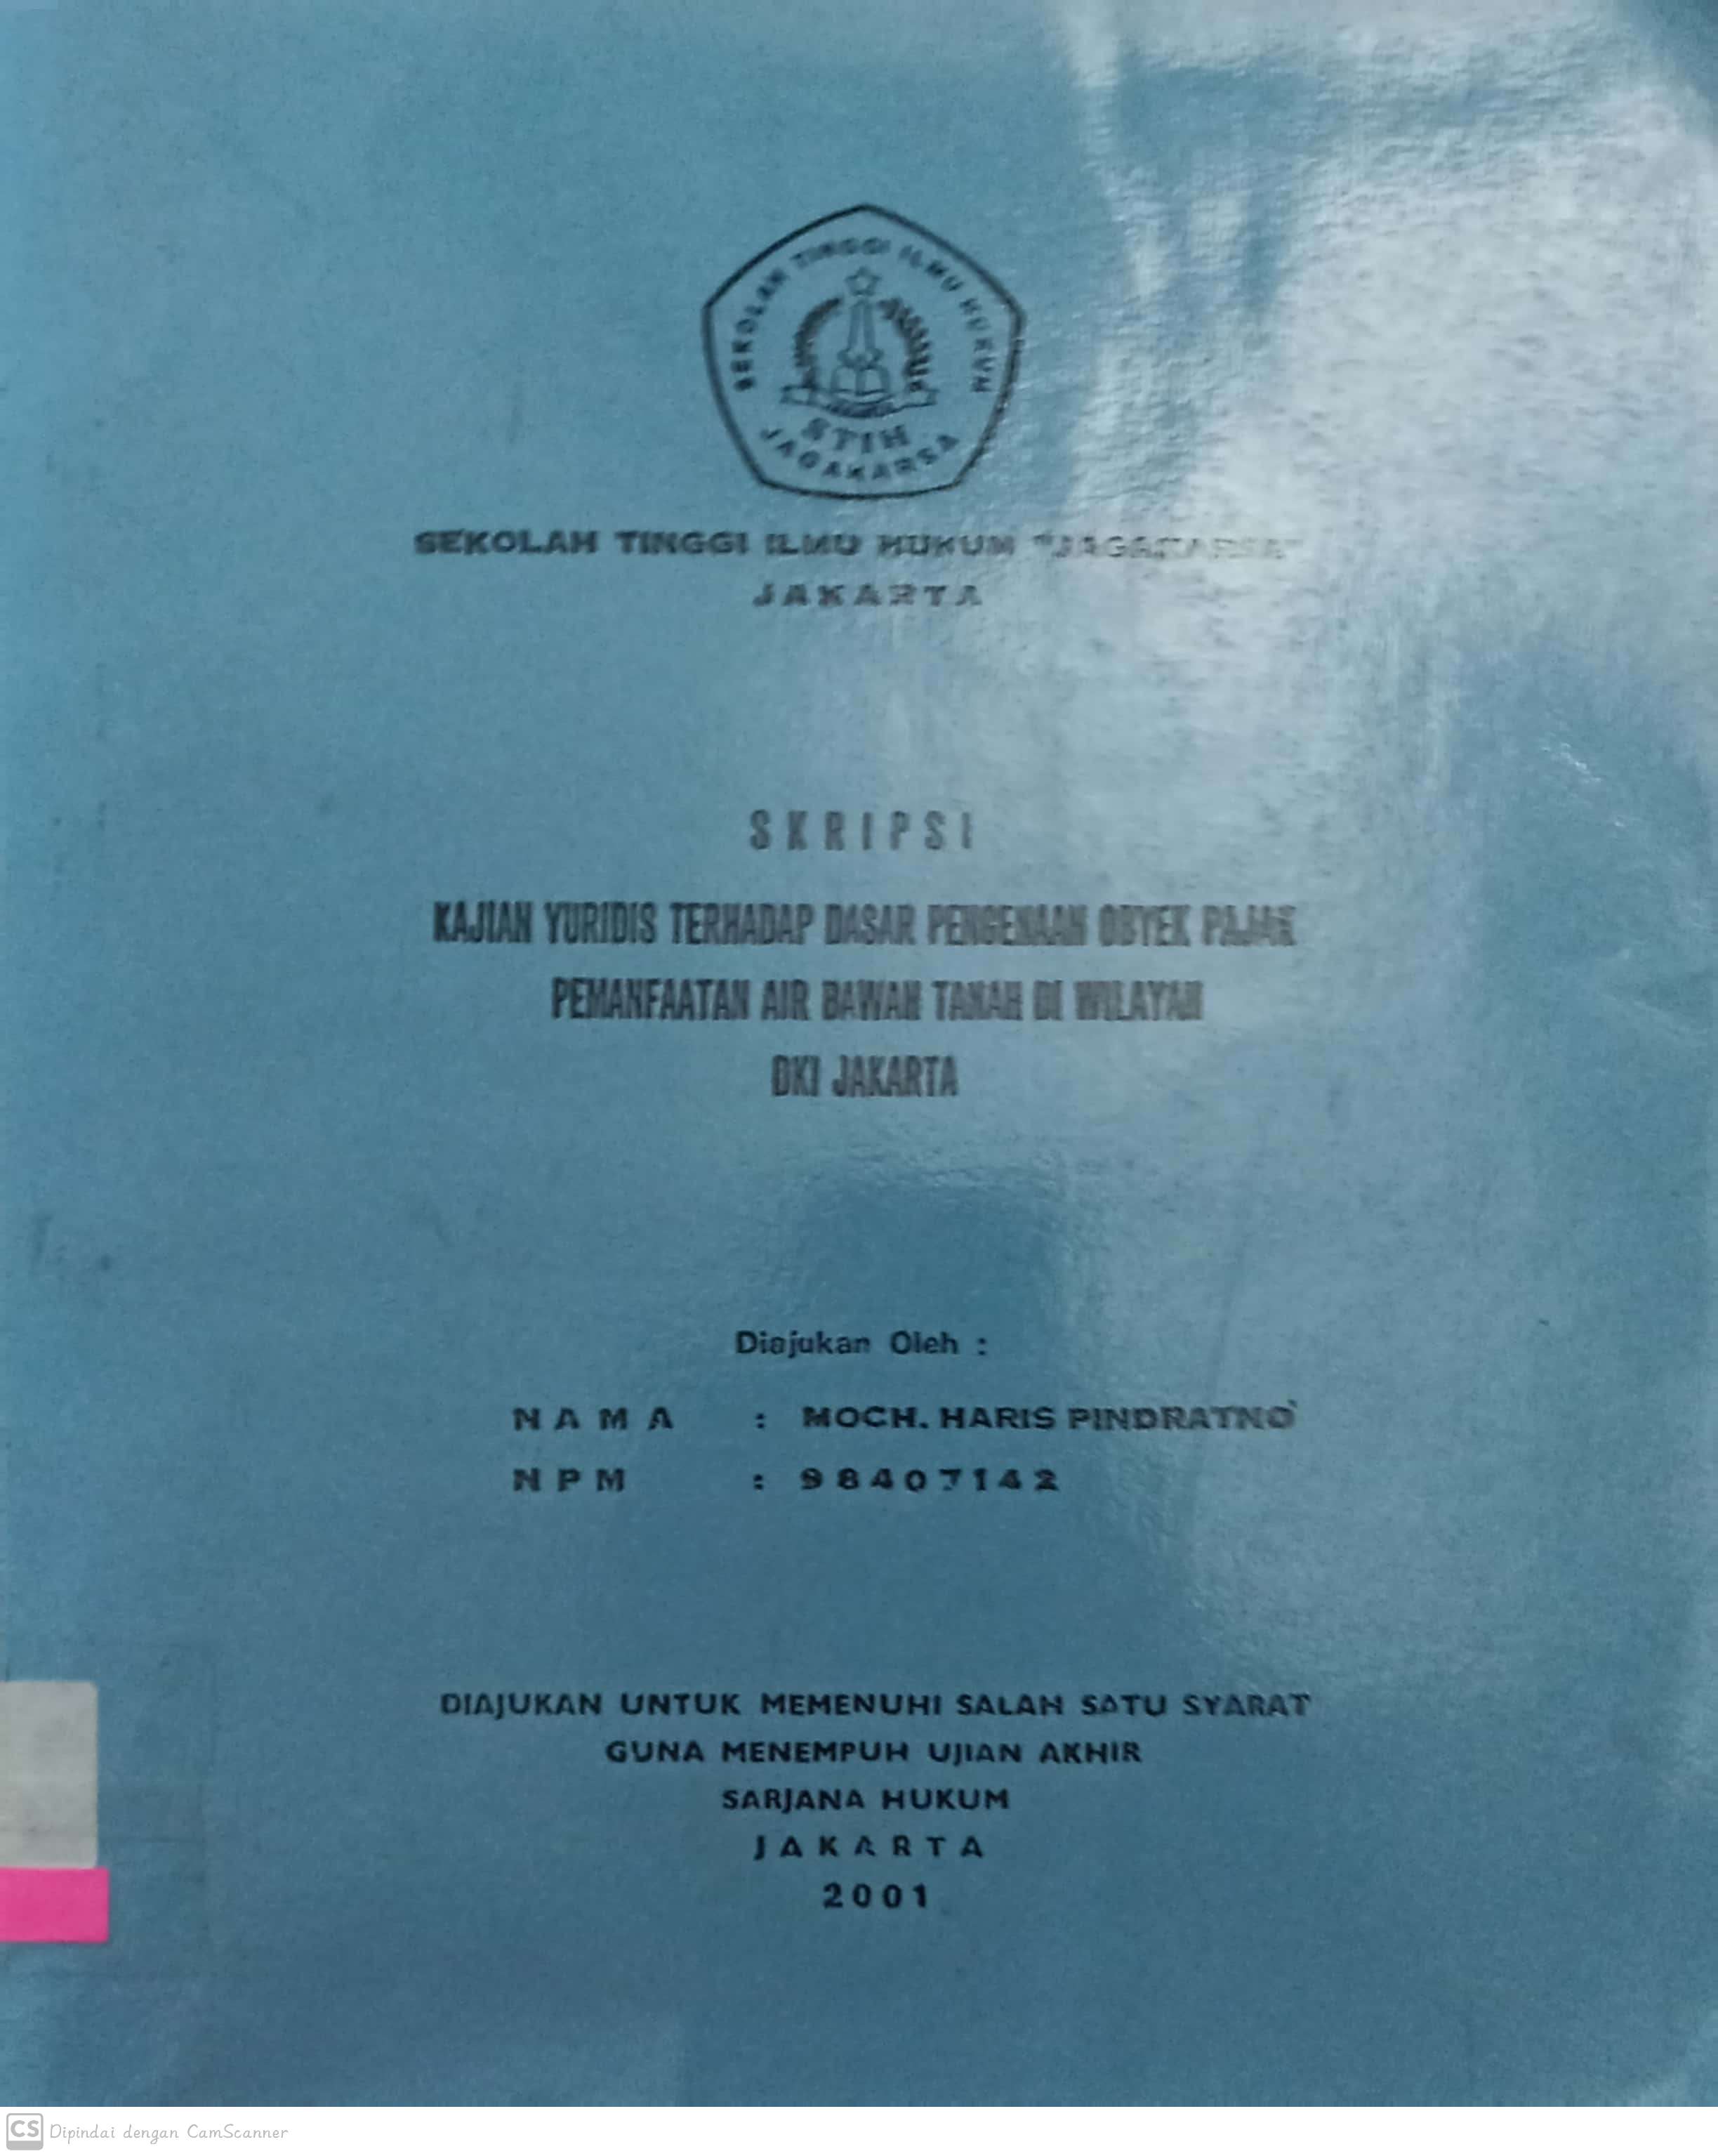 SEKOLAH TINGGI ILMU HUKUM
STIH
JAGAKARSA
SEKOLAH TINGGI ILMU HUKUM "JAGAKARSA"
JAKARTA
SKRIPSI
KAJIAN YURIDIS TERHADAP DASAR PENGENAAN OBYEK PAJAK
PEMANFAATAN AIR BAWAH TANAH DI WILAYAH
DKI JAKARTA
Diajukan Oleh :
NAMA : MOCH. HARIS PINDRATNO
NPM : 98407142
DIAJUKAN UNTUK MEMENUHI SALAH SATU SYARAT
GUNA MENEMPUH UJIAN AKHIR
SARJANA HUKUM
JAKARTA
2001
CS Dipindai dengan CamScanner